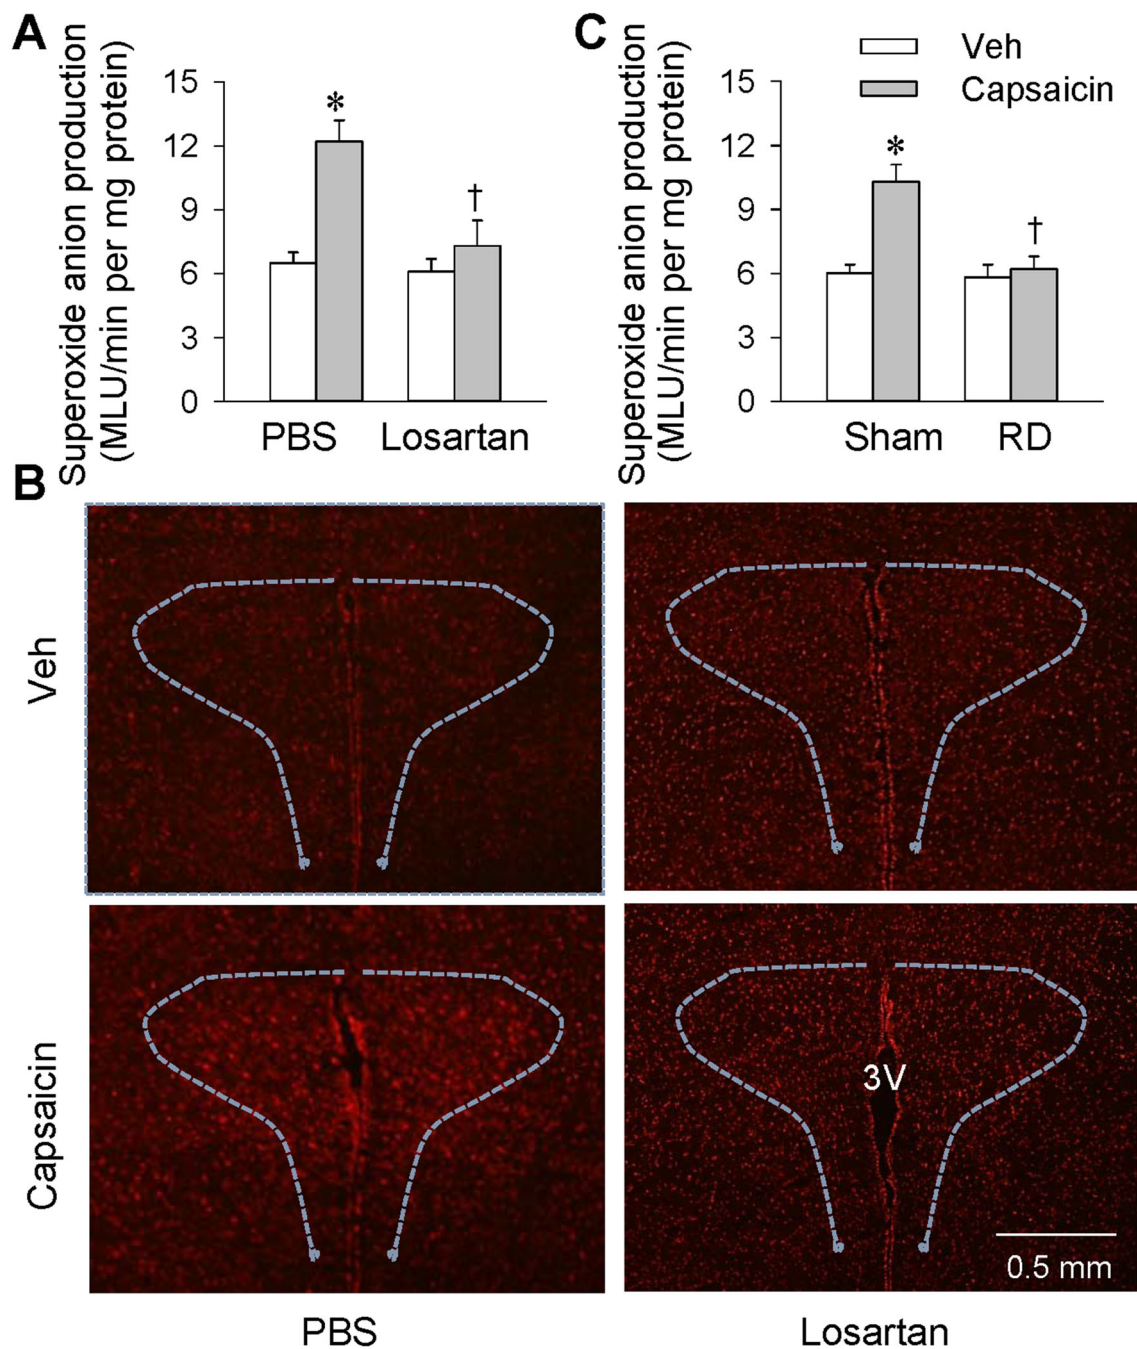 A
Superoxide anion production
(MLU/min per mg protein)
15
12
9
6
3
0
*
†
PBS
Losartan
C
Veh
Capsaicin
Superoxide anion production
(MLU/min per mg protein)
15
12
9
6
3
0
*
†
Sham
RD
B
Veh
Capsaicin
3V
0.5 mm
PBS
Losartan